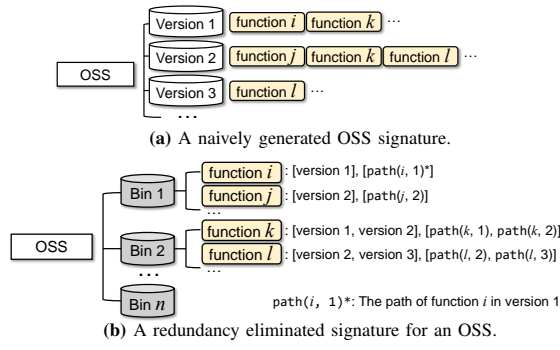 Version 1 function i function k ...
OSS Version 2 function j function k function l ...
Version 3 function l ...
...
(a) A naively generated OSS signature.
function i : [version 1], [path(i, 1)*]
Bin 1
function j : [version 2], [path(j, 2)]
...
OSS
function k : [version 1, version 2], [path(k, 1), path(k, 2)]
Bin 2
function l : [version 2, version 3], [path(l, 2), path(l, 3)]
... ...
Bin n
path(i, 1)*: The path of function i in version 1
(b) A redundancy eliminated signature for an OSS.